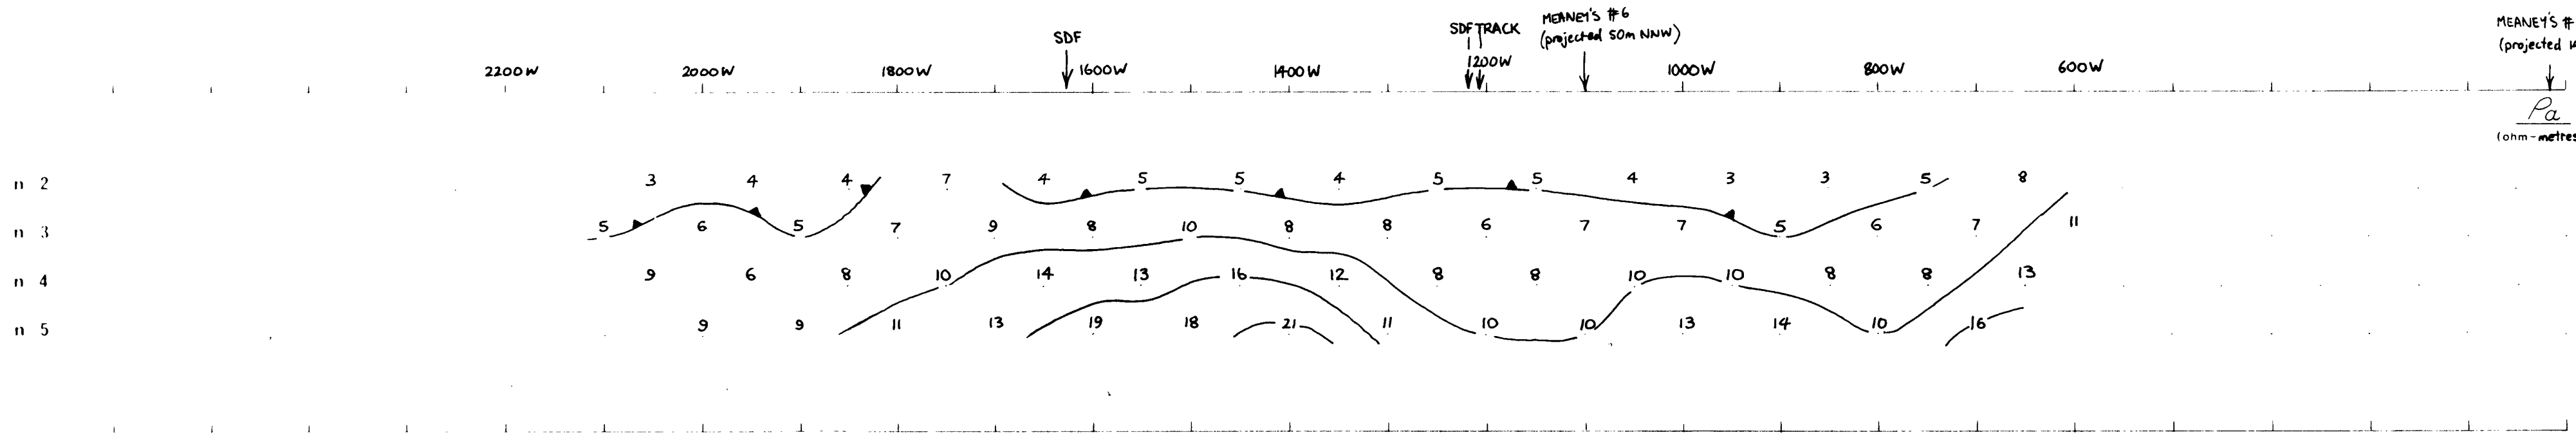 MEANEY'S #6
(projected 50m NNW)
MEANEY'S #
(projected
SDF
SDF TRACK
2200W 2000W 1800W 1600W 1400W 1200W 1000W 800W 600W
Pa
(ohm-metres
n 2 3 4 4 7 4 5 5 4 5 5 4 3 3 5 8
n 3 5 6 5 7 9 8 10 8 8 6 7 7 5 6 7 11
n 4 9 6 8 10 14 13 16 12 8 8 10 10 8 8 13
n 5 9 9 11 13 19 18 21 11 10 10 13 14 10 16